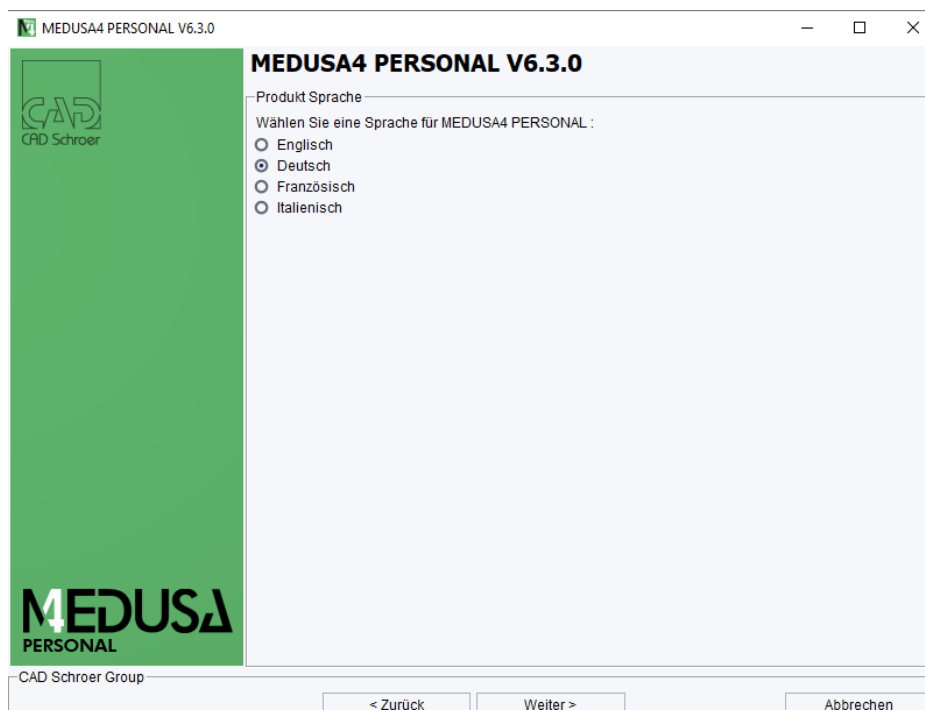 MEDUSA4 PERSONAL V6.3.0
CAD
CAD Schroer
MEDUSA4 PERSONAL V6.3.0
Produkt Sprache
Wählen Sie eine Sprache für MEDUSA4 PERSONAL :
Englisch
Deutsch
Französisch
Italienisch
MEDUSA4
PERSONAL
CAD Schroer Group
< Zurück Weiter > Abbrechen